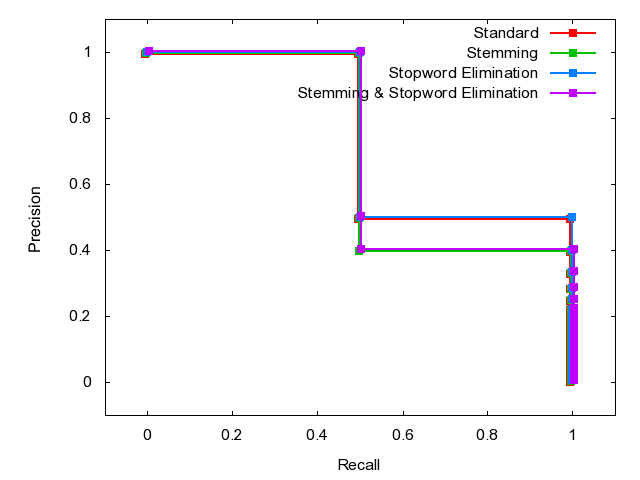 Standard
Stemming
Stopword Elimination
Stemming & Stopword Elimination
1
0.8
0.6
0.4
0.2
0
Precision
0 0.2 0.4 0.6 0.8 1
Recall